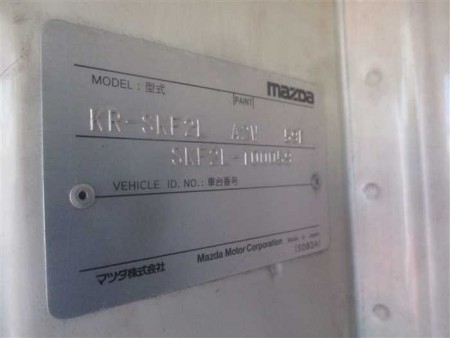 MODEL : 型式
mazda
[PAINT]
KR-SKF2L A2V
VEHICLE ID. NO. : 車台番号
マツダ株式会社
Mazda Motor Corporation Made in Japan